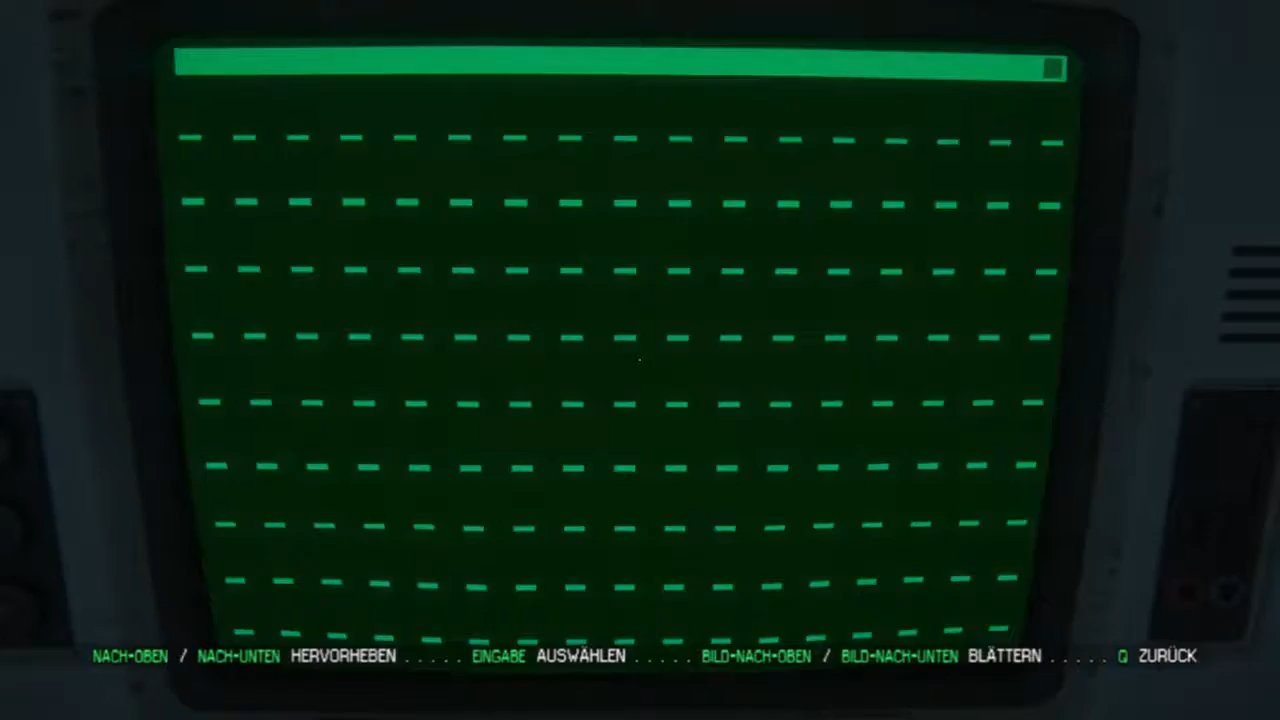 NACH-OBEN / NACH-UNTEN HERVORHEBEN ..... EINGABE AUSWÄHLEN ..... BILD-NACH-OBEN / BILD-NACH-UNTEN BLÄTTERN ..... Q ZURÜCK